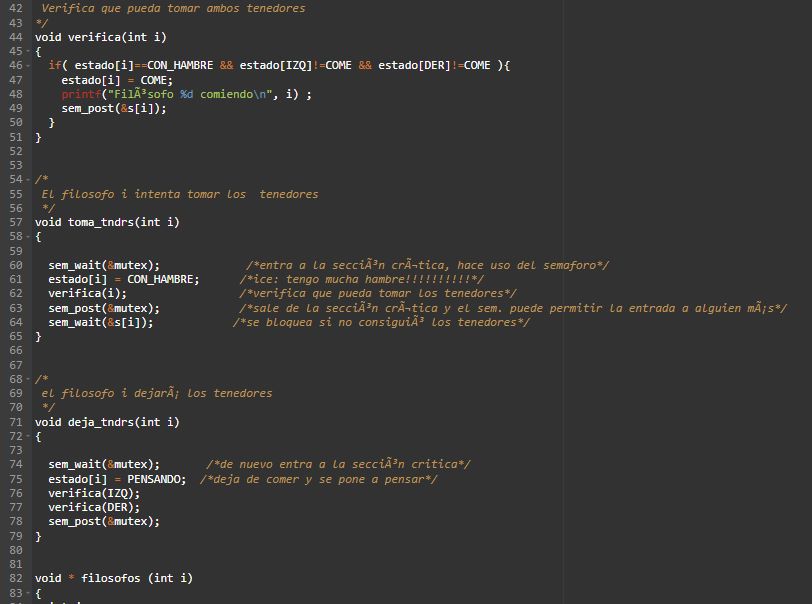 42 Verifica que pueda tomar ambos tenedores
43 */
44 void verifica(int i)
45 {
46 if( estado[i]==CON_HAMBRE && estado[IZQ]!=COME && estado[DER]!=COME ){
47 estado[i] = COME;
48 printf("FilÃ³sofo %d comiendo\n", i) ;
49 sem_post(&s[i]);
50 }
51 }
52
53
54 /*
55 El filosofo i intenta tomar los  tenedores
56 */
57 void toma_tndrs(int i)
58 {
59
60 sem_wait(&mutex); /*entra a la secciÃ³n crÃ¬tica, hace uso del semaforo*/
61 estado[i] = CON_HAMBRE; /*ice: tengo mucha hambre!!!!!!!!!!*/
62 verifica(i); /*verifica que pueda tomar los tenedores*/
63 sem_post(&mutex); /*sale de la secciÃ³n crÃ¬tica y el sem. puede permitir la entrada a alguien mÃ¡s*/
64 sem_wait(&s[i]); /*se bloquea si no consiguiÃ³ los tenedores*/
65 }
66
67
68 /*
69 el filosofo i dejarÃ¡ los tenedores
70 */
71 void deja_tndrs(int i)
72 {
73
74 sem_wait(&mutex); /*de nuevo entra a la secciÃ³n critica*/
75 estado[i] = PENSANDO; /*deja de comer y se pone a pensar*/
76 verifica(IZQ);
77 verifica(DER);
78 sem_post(&mutex);
79 }
80
81
82 void * filosofos (int i)
83 {